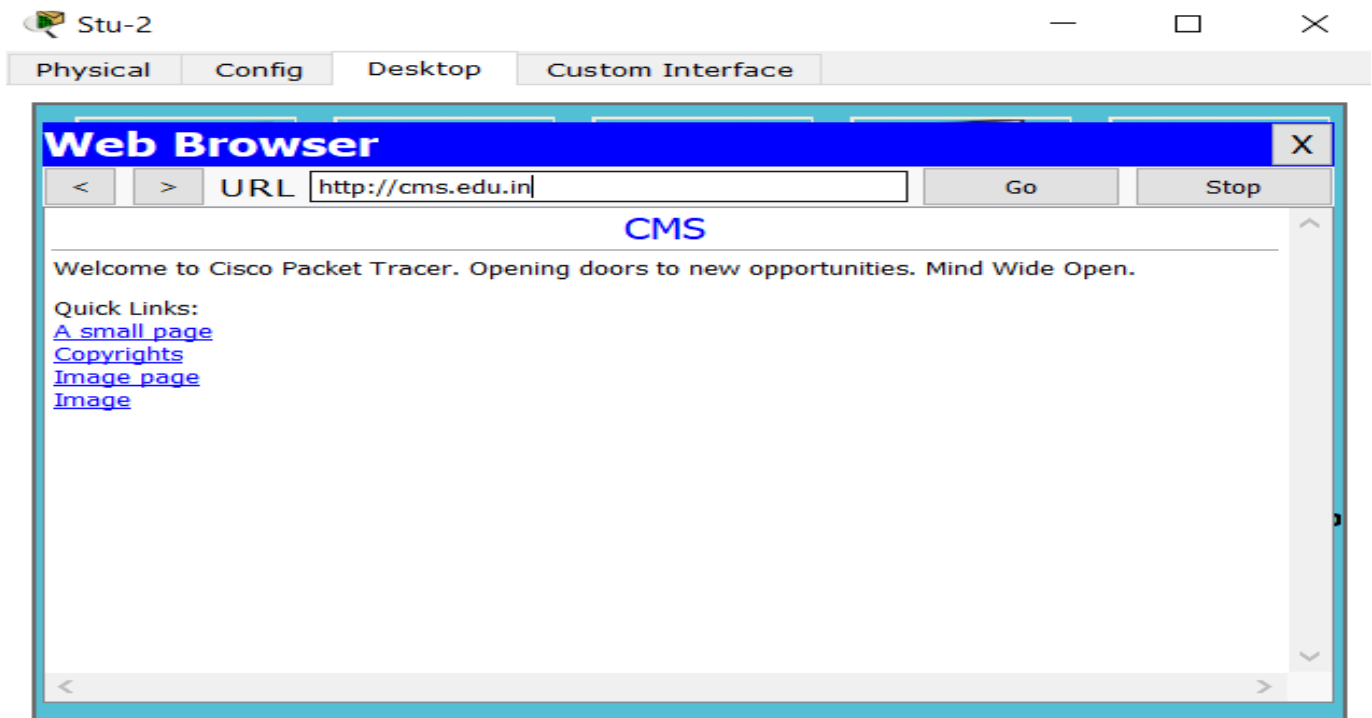 Stu-2
Physical Config Desktop Custom Interface
Web Browser X
< > URL http://cms.edu.in Go Stop
CMS
Welcome to Cisco Packet Tracer. Opening doors to new opportunities. Mind Wide Open.
Quick Links:
A small page
Copyrights
Image page
Image